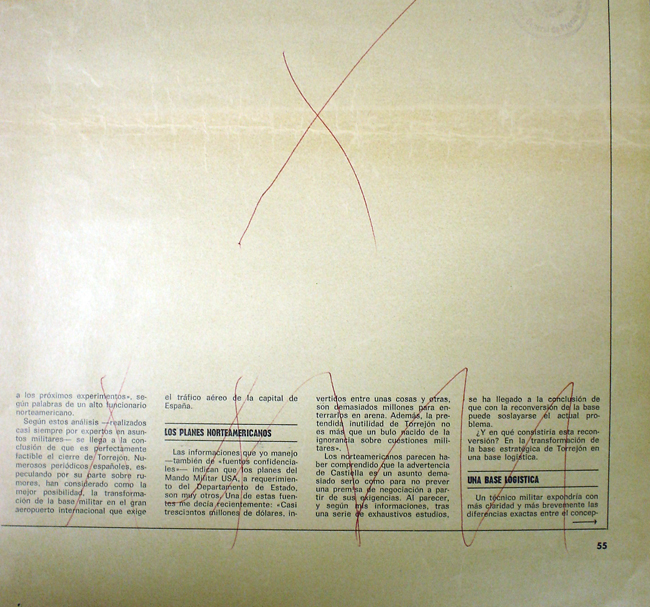 a los próximos experimentos», se-
gún palabras de un alto funcionario
norteamericano.
Según estos análisis —realizados
casi siempre por expertos en asun-
tos militares— se llega a la con-
clusión de que es perfectamente
factible el cierre de Torrejón. Nu-
merosos periódicos españoles, es-
peculando por su parte sobre ru-
mores, han considerado como la
mejor posibilidad, la transforma-
ción de la base militar en el gran
aeropuerto internacional que exige
el tráfico aéreo de la capital de
España.
LOS PLANES NORTEAMERICANOS
Las informaciones que yo manejo
—también de «fuentes confidencia-
les»— indican que los planes del
Mando Militar USA, a requerimien-
to del Departamento de Estado,
son muy otros. Una de estas fuen-
tes me decía recientemente: «Casi
trescientos millones de dólares, in-
vertidos entre unas cosas y otras,
son demasiados millones para en-
terrarlos en arena. Además, la pre-
tendida inutilidad de Torrejón no
es más que un bulo nacido de la
ignorancia sobre cuestiones mili-
tares».
Los norteamericanos parecen ha-
ber comprendido que la advertencia
de Castiella es un asunto dema-
siado serio como para no prever
una premisa de negociación a par-
tir de sus exigencias. Al parecer,
y según mis informaciones, tras
una serie de exhaustivos estudios,
se ha llegado a la conclusión de
que con la reconversión de la base
puede soslayarse el actual pro-
blema.
¿Y en qué consistiría esta recon-
versión? En la transformación de
la base estratégica de Torrejón en
una base logística.
UNA BASE LOGISTICA
Un técnico militar expondría con
más claridad y más brevemente las
diferencias exactas entre el concep-
55